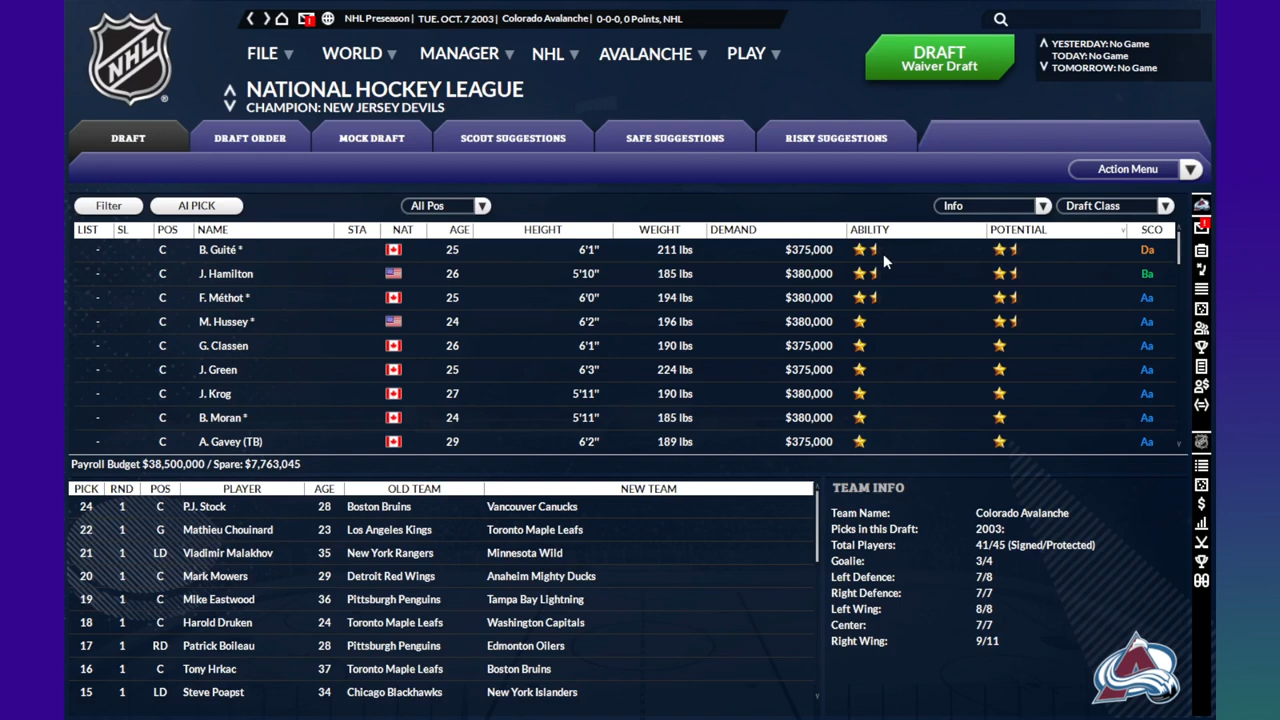 NHL Preseason | TUE. OCT. 7 2003 | Colorado Avalanche | 0-0-0, 0 Points, NHL
NHL
FILE WORLD MANAGER NHL AVALANCHE PLAY
DRAFT
Waiver Draft
YESTERDAY: No Game
TODAY: No Game
TOMORROW: No Game
NATIONAL HOCKEY LEAGUE
CHAMPION: NEW JERSEY DEVILS
DRAFT DRAFT ORDER MOCK DRAFT SCOUT SUGGESTIONS SAFE SUGGESTIONS RISKY SUGGESTIONS
Action Menu
Filter AI PICK All Pos Info Draft Class
LIST SL POS NAME STA NAT AGE HEIGHT WEIGHT DEMAND ABILITY POTENTIAL SCO
- C B. Guité * 25 6'1" 211 lbs $375,000 Da
- C J. Hamilton 26 5'10" 185 lbs $380,000 Ba
- C F. Méthot * 25 6'0" 194 lbs $380,000 Aa
- C M. Hussey * 24 6'2" 196 lbs $380,000 Aa
- C G. Classen 26 6'1" 190 lbs $375,000 Aa
- C J. Green 25 6'3" 224 lbs $375,000 Aa
- C J. Krog 27 5'11" 190 lbs $380,000 Aa
- C B. Moran * 24 5'11" 185 lbs $380,000 Aa
- C A. Gavey (TB) 29 6'2" 189 lbs $375,000 Aa
Payroll Budget $38,500,000 / Spare: $7,763,045
PICK RND POS PLAYER AGE OLD TEAM NEW TEAM
24 1 C P.J. Stock 28 Boston Bruins Vancouver Canucks
22 1 G Mathieu Chouinard 23 Los Angeles Kings Toronto Maple Leafs
21 1 LD Vladimir Malakhov 35 New York Rangers Minnesota Wild
20 1 C Mark Mowers 29 Detroit Red Wings Anaheim Mighty Ducks
19 1 C Mike Eastwood 36 Pittsburgh Penguins Tampa Bay Lightning
18 1 C Harold Druken 24 Toronto Maple Leafs Washington Capitals
17 1 RD Patrick Boileau 28 Pittsburgh Penguins Edmonton Oilers
16 1 C Tony Hrkac 37 Toronto Maple Leafs Boston Bruins
15 1 LD Steve Poapst 34 Chicago Blackhawks New York Islanders
TEAM INFO
Team Name: Colorado Avalanche
Picks in this Draft: 2003:
Total Players: 41/45 (Signed/Protected)
Goalie: 3/4
Left Defence: 7/8
Right Defence: 7/7
Left Wing: 8/8
Center: 7/7
Right Wing: 9/11